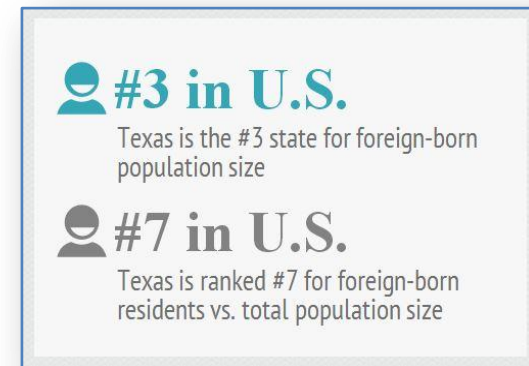 #3 in U.S.
Texas is the #3 state for foreign-born
population size
#7 in U.S.
Texas is ranked #7 for foreign-born
residents vs. total population size